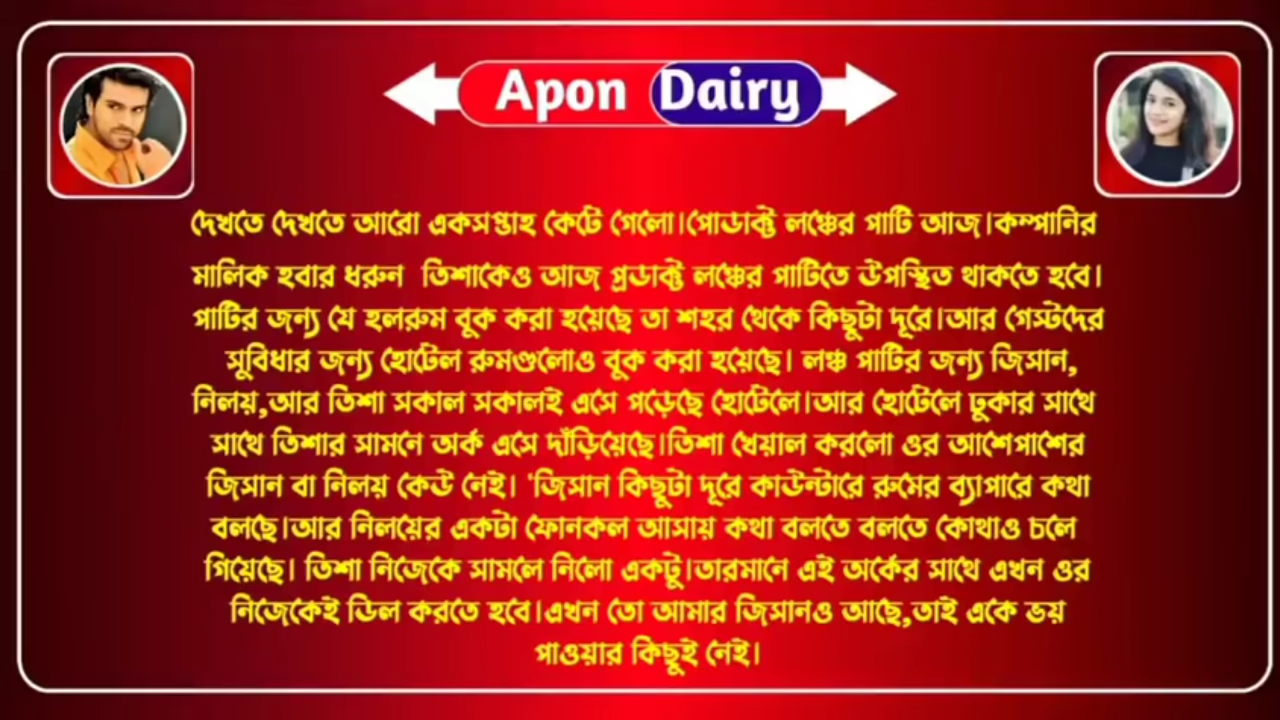 Apon Dairy
দেখতে দেখতে আরো একসপ্তাহ কেটে গেলো।পোডাক্ট লঞ্চের পাটি আজ।কম্পানির
মালিক হবার ধরুন তিশাকেও আজ প্রডাক্ট লঞ্চের পাটিতে উপস্থিত থাকতে হবে।
পাটির জন্য যে হলরুম বুক করা হয়েছে তা শহর থেকে কিছুটা দূরে।আর গেস্টদের
সুবিধার জন্য হোটেল রুমগুলোও বুক করা হয়েছে। লঞ্চ পাটির জন্য জিসান,
নিলয়,আর তিশা সকাল সকালই এসে পড়েছে হোটেলে।আর হোটেলে ঢুকার সাথে
সাথে তিশার সামনে অর্ক এসে দাঁড়িয়েছে।তিশা খেয়াল করলো ওর আশেপাশের
জিসান বা নিলয় কেউ নেই। 'জিসান কিছুটা দূরে কাউন্টারে রুমের ব্যাপারে কথা
বলছে।আর নিলয়ের একটা ফোনকল আসায় কথা বলতে বলতে কোথাও চলে
গিয়েছে। তিশা নিজেকে সামলে নিলো একটু।তারমানে এই অর্কের সাথে এখন ওর
নিজেকেই ডিল করতে হবে।এখন তো আমার জিসানও আছে,তাই একে ভয়
পাওয়ার কিছুই নেই।